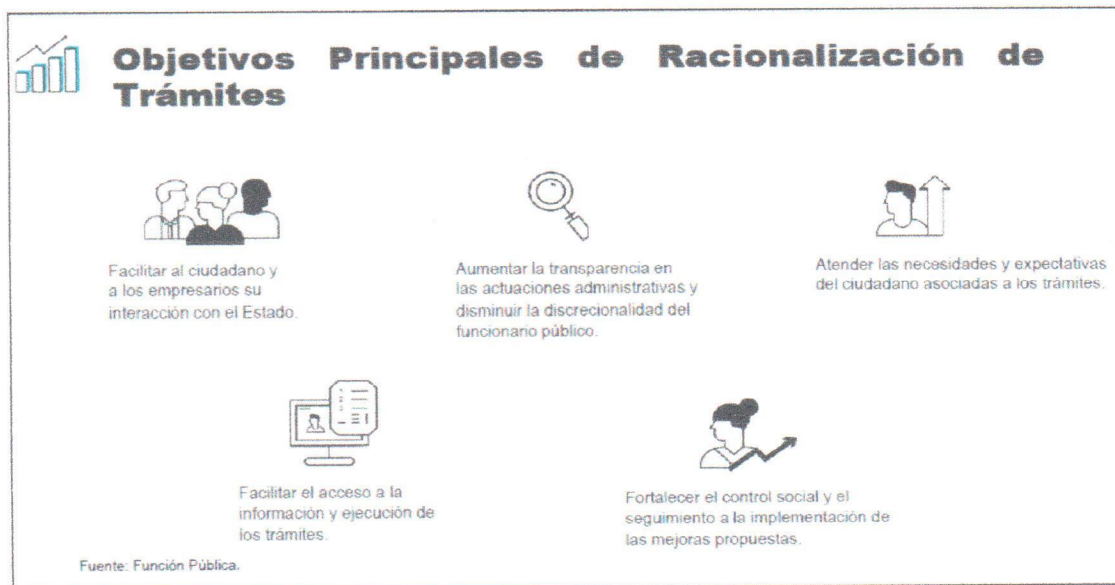 Objetivos Principales de Racionalización de
Trámites
Facilitar al ciudadano y
a los empresarios su
interacción con el Estado.
Aumentar la transparencia en
las actuaciones administrativas y
disminuir la discrecionalidad del
funcionario público.
Atender las necesidades y expectativas
del ciudadano asociadas a los trámites.
Facilitar el acceso a la
información y ejecución de
los trámites.
Fortalecer el control social y el
seguimiento a la implementación de
las mejoras propuestas.
Fuente: Función Pública.